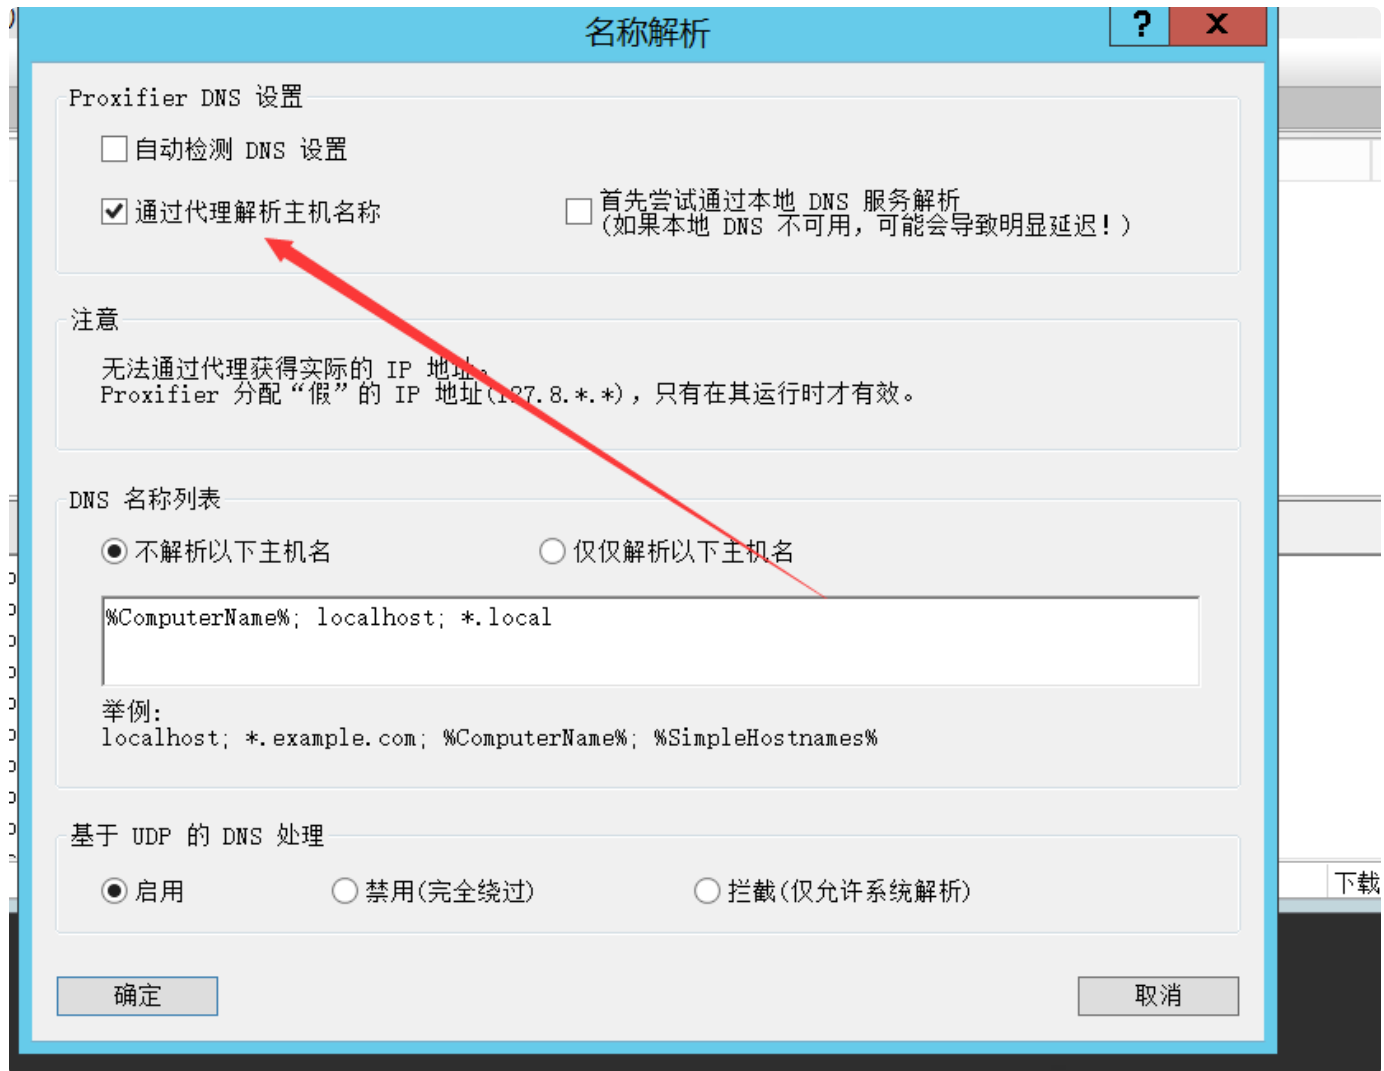 名称解析
?
X
Proxifier DNS 设置
自动检测 DNS 设置
通过代理解析主机名称
首先尝试通过本地 DNS 服务解析
(如果本地 DNS 不可用，可能会导致明显延迟！)
注意
无法通过代理获得实际的 IP 地址。
Proxifier 分配“假”的 IP 地址(127.8.*.*)，只有在其运行时才有效。
DNS 名称列表
不解析以下主机名
仅仅解析以下主机名
%ComputerName%; localhost; *.local
举例:
localhost; *.example.com; %ComputerName%; %SimpleHostnames%
基于 UDP 的 DNS 处理
启用
禁用(完全绕过)
拦截(仅允许系统解析)
下载
确定
取消